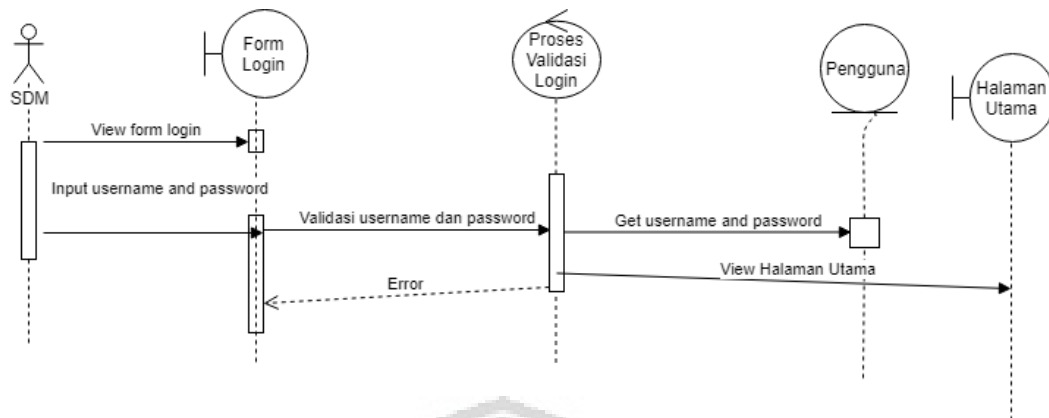 Form
Login
Proses
Validasi
Login
Pengguna
Halaman
Utama
SDM
View form login
Input username and password
Validasi username dan password
Get username and password
View Halaman Utama
Error